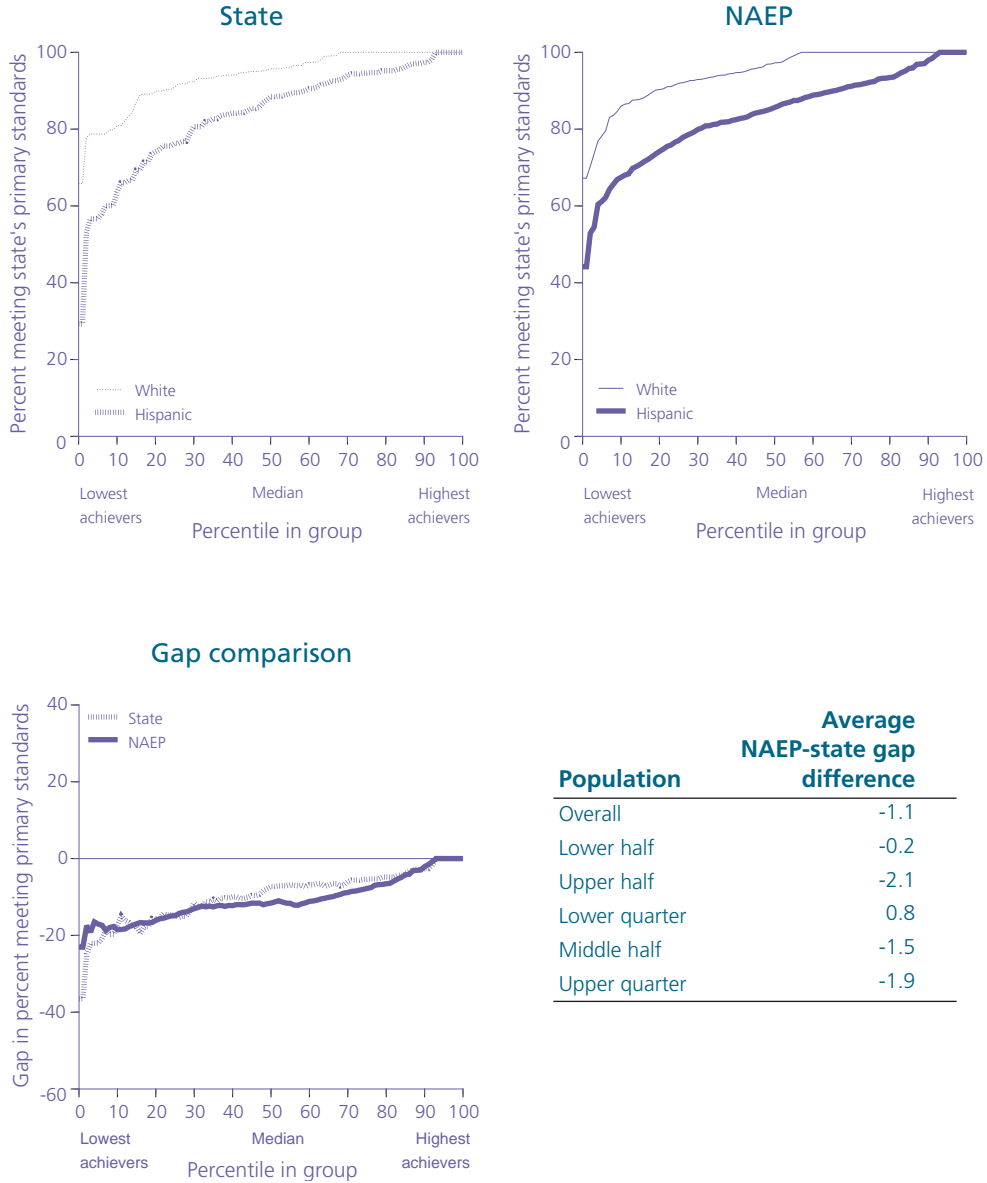 State
Percent meeting state's primary standards
100
80
60
40
20
0
White
Hispanic
0 10 20 30 40 50 60 70 80 90 100
Lowest achievers
Median
Highest achievers
Percentile in group
NAEP
Percent meeting state's primary standards
100
80
60
40
20
0
White
Hispanic
0 10 20 30 40 50 60 70 80 90 100
Lowest achievers
Median
Highest achievers
Percentile in group
Gap comparison
Gap in percent meeting primary standards
40
20
0
-20
-40
-60
State
NAEP
0 10 20 30 40 50 60 70 80 90 100
Lowest achievers
Median
Highest achievers
Percentile in group
Average
NAEP-state gap
Population difference
Overall -1.1
Lower half -0.2
Upper half -2.1
Lower quarter 0.8
Middle half -1.5
Upper quarter -1.9